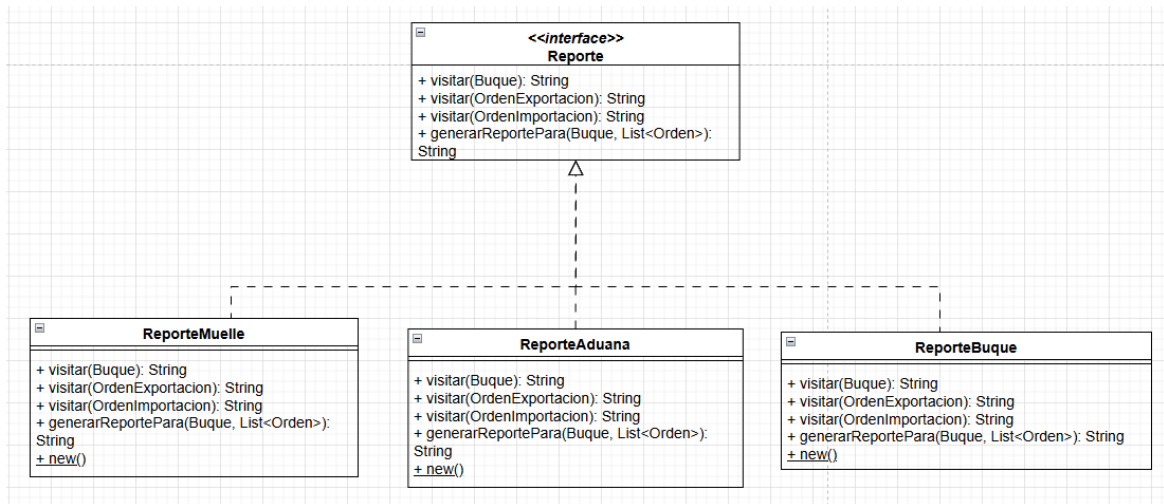 <<interface>>
Reporte
+ visitar(Buque): String
+ visitar(OrdenExportacion): String
+ visitar(OrdenImportacion): String
+ generarReportePara(Buque, List<Orden>):
String
ReporteMuelle
+ visitar(Buque): String
+ visitar(OrdenExportacion): String
+ visitar(OrdenImportacion): String
+ generarReportePara(Buque, List<Orden>):
String
+ new()
ReporteAduana
+ visitar(Buque): String
+ visitar(OrdenExportacion): String
+ visitar(OrdenImportacion): String
+ generarReportePara(Buque, List<Orden>):
String
+ new()
ReporteBuque
+ visitar(Buque): String
+ visitar(OrdenExportacion): String
+ visitar(OrdenImportacion): String
+ generarReportePara(Buque, List<Orden>): String
+ new()